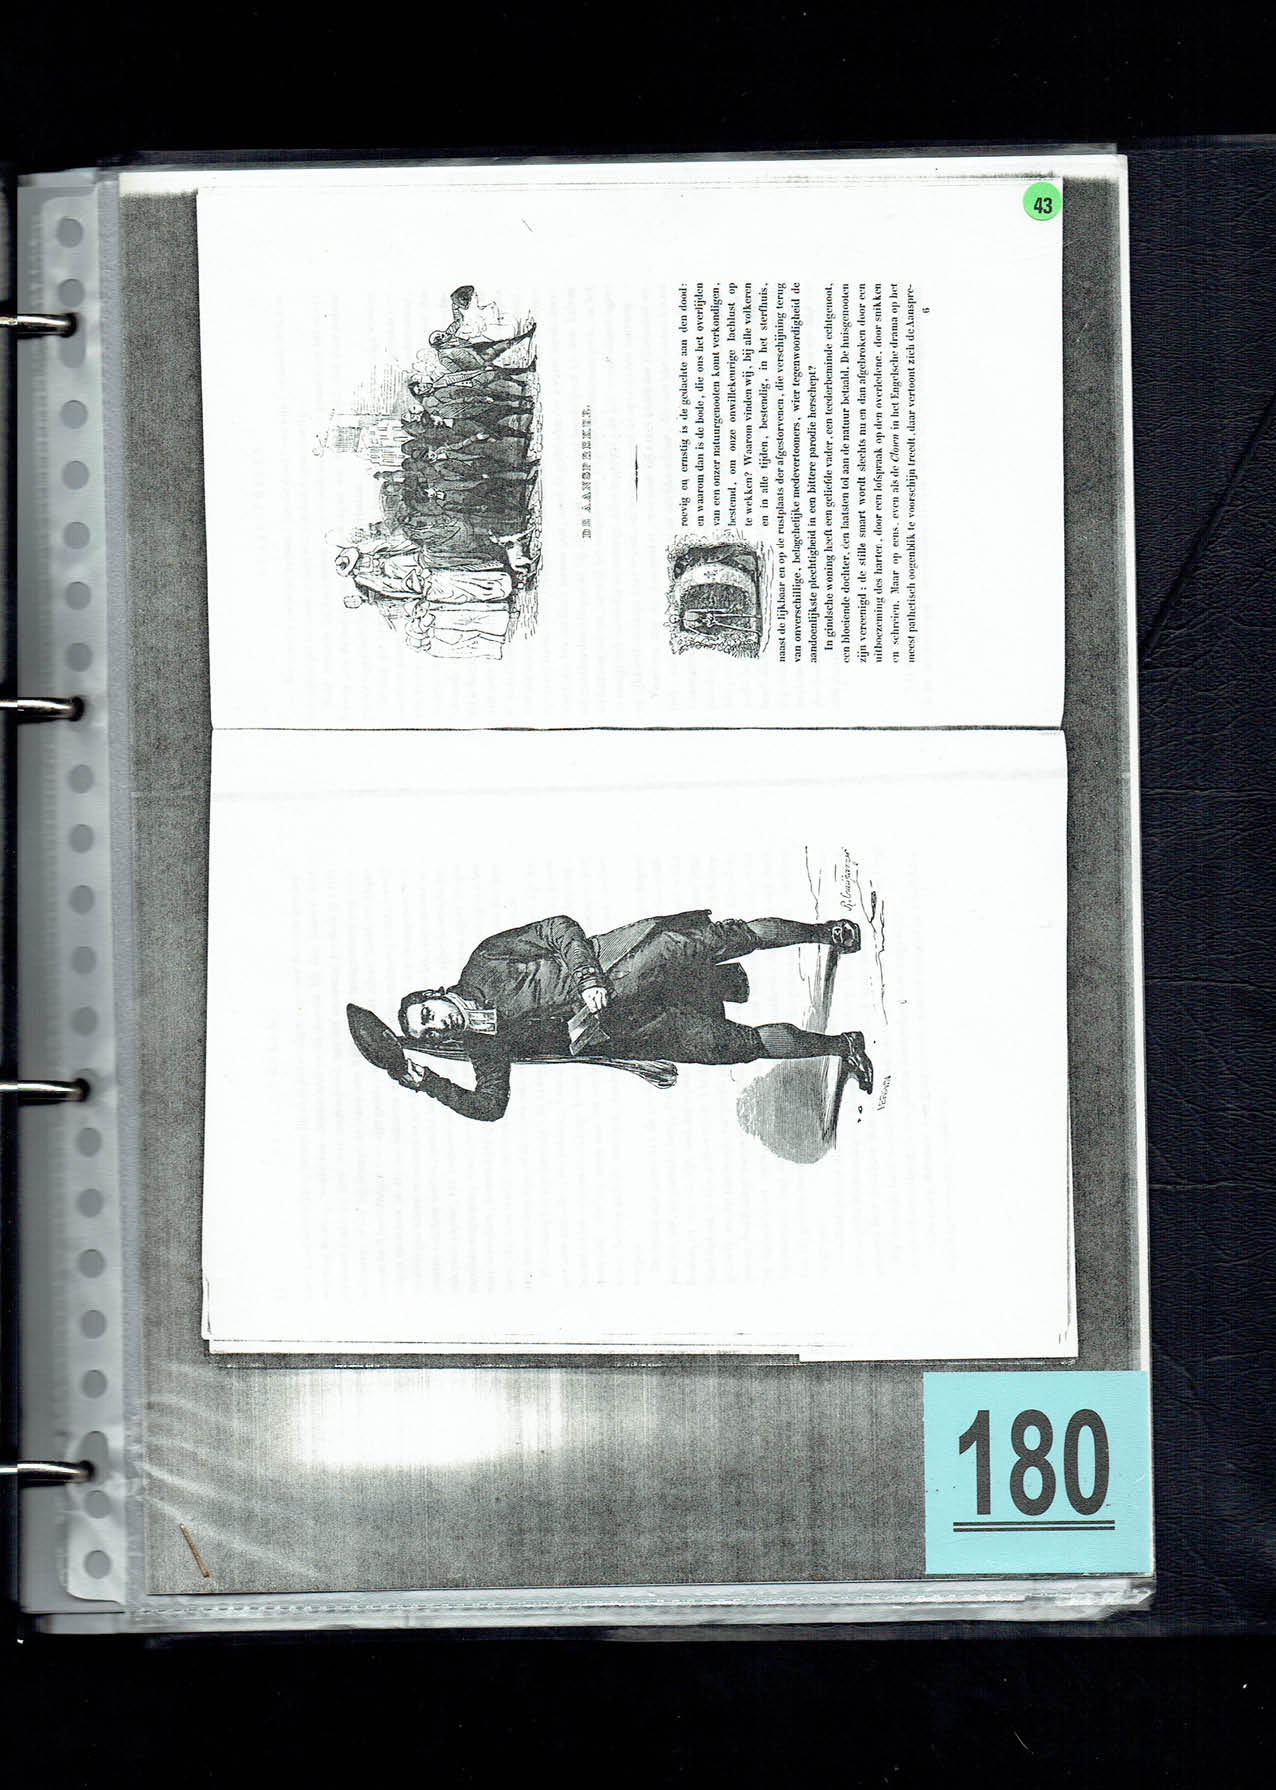 43
DE AANSPREKER.
roevig en ernstig is de gedachte aan den dood:
en waarom dan is de bode, die ons het overlijden
van een onzer natuurgenooten komt verkondigen,
bestemd, om onze onwillekeurige lachlust op
te wekken? Waarom vinden wij, bij alle volkeren
en in alle tijden, bestendig, in het sterfhuis,
naast de lijkbaar en op de rustplaats der afgestorvenen, die verschijning terug
van onverschillige, belagchelijke medevertooners, wier tegenwoordigheid de
aandoenlijkste plechtigheid in een bittere parodie herschept?
In gindsche woning heeft een geliefde vader, een teederbeminde echtgenoot,
een bloeiende dochter, den laatsten tol aan de natuur betaald. De huisgenooten
zijn vereenigd: de stille smart wordt slechts nu en dan afgebroken door een
uitboezeming des harten, door een lofspraak op den overledene, door snikken
en schreien. Maar op eens, even als de Clown in het Engelsche drama op het
meest pathetisch oogenblik te voorschijn treedt, daar vertoont zich de Aanspre-
6
180